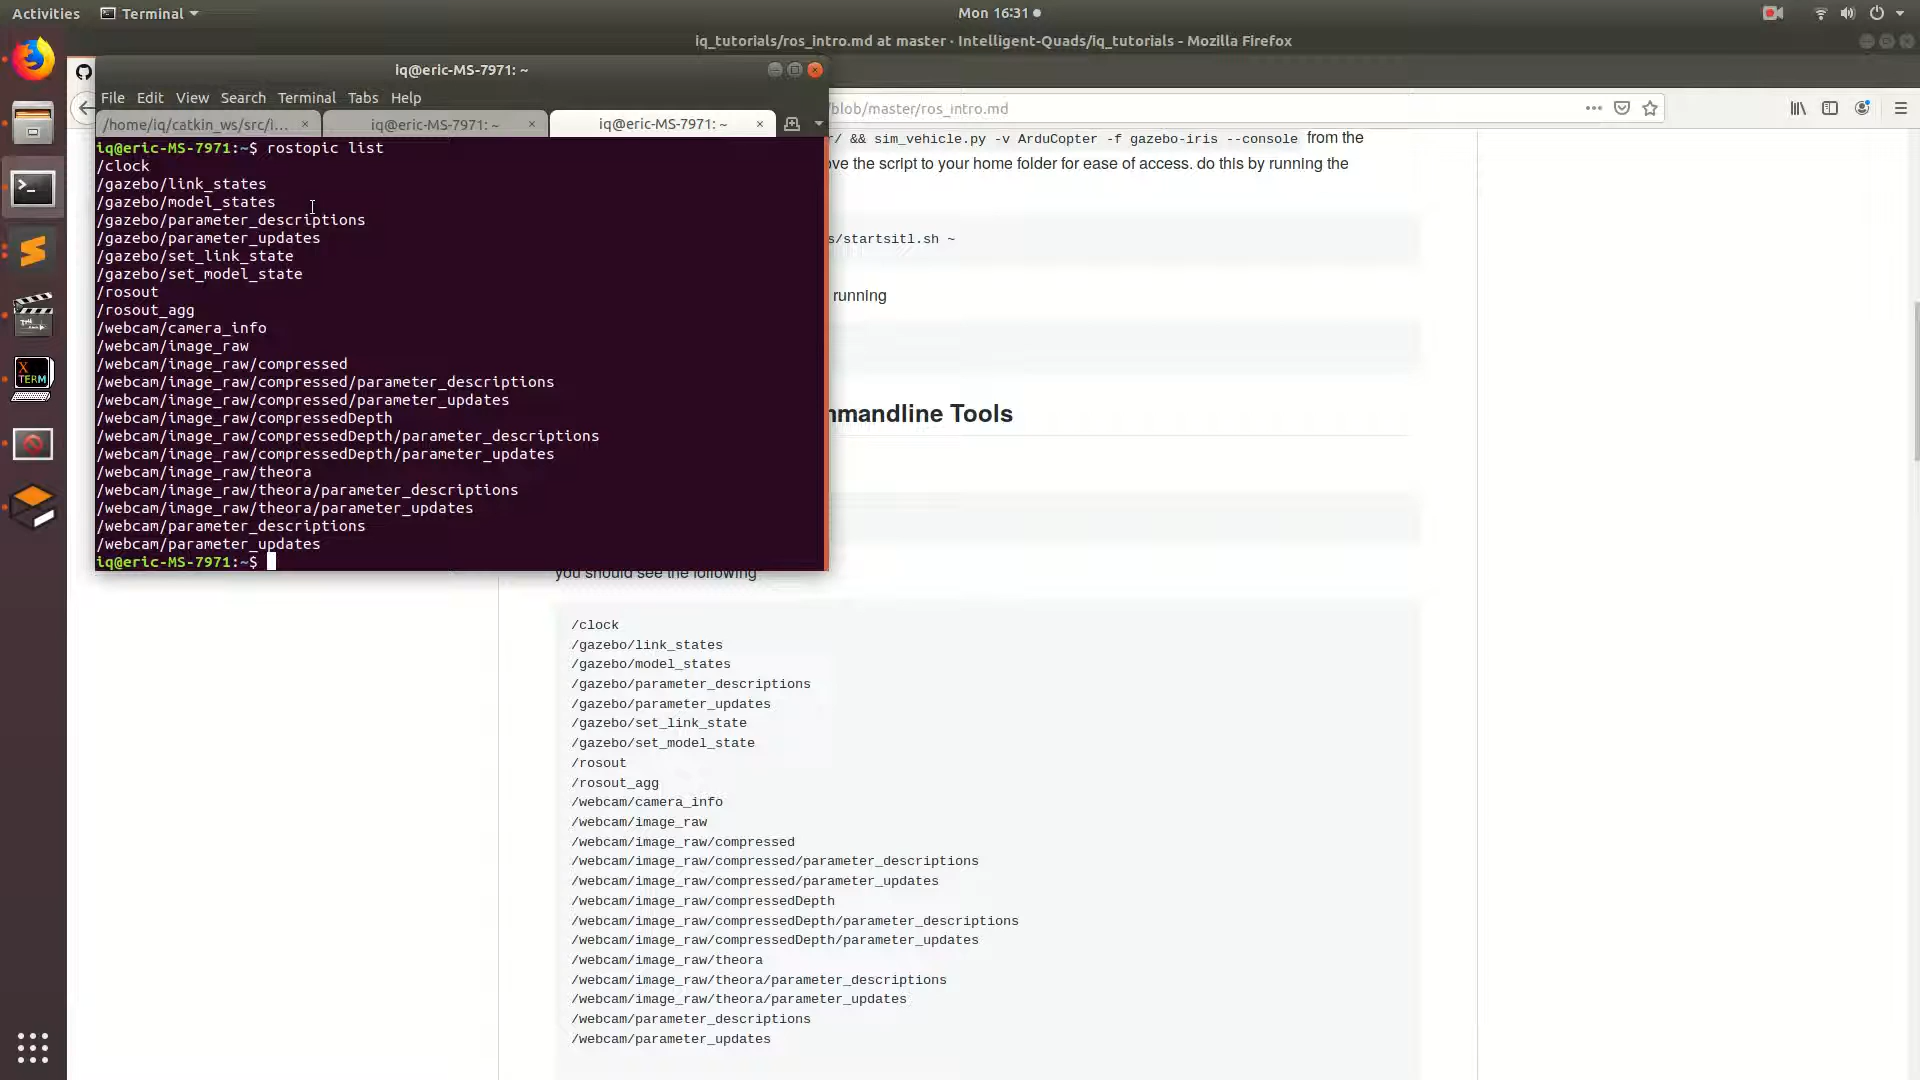 Activities
Terminal
Mon 16:31
iq_tutorials/ros_intro.md at master · Intelligent-Quads/iq_tutorials - Mozilla Firefox
iq@eric-MS-7971: ~
File Edit View Search Terminal Tabs Help
/home/iq/catkin_ws/src/i... × iq@eric-MS-7971: ~ × iq@eric-MS-7971: ~ ×
iq@eric-MS-7971:~$ rostopic list
/clock
/gazebo/link_states
/gazebo/model_states
/gazebo/parameter_descriptions
/gazebo/parameter_updates
/gazebo/set_link_state
/gazebo/set_model_state
/rosout
/rosout_agg
/webcam/camera_info
/webcam/image_raw
/webcam/image_raw/compressed
/webcam/image_raw/compressed/parameter_descriptions
/webcam/image_raw/compressed/parameter_updates
/webcam/image_raw/compressedDepth
/webcam/image_raw/compressedDepth/parameter_descriptions
/webcam/image_raw/compressedDepth/parameter_updates
/webcam/image_raw/theora
/webcam/image_raw/theora/parameter_descriptions
/webcam/image_raw/theora/parameter_updates
/webcam/parameter_descriptions
/webcam/parameter_updates
iq@eric-MS-7971:~$
/blob/master/ros_intro.md
/ && sim_vehicle.py -v ArduCopter -f gazebo-iris --console from the
ve the script to your home folder for ease of access. do this by running the
s/startsitl.sh ~
running
mmandline Tools
you should see the following
/clock
/gazebo/link_states
/gazebo/model_states
/gazebo/parameter_descriptions
/gazebo/parameter_updates
/gazebo/set_link_state
/gazebo/set_model_state
/rosout
/rosout_agg
/webcam/camera_info
/webcam/image_raw
/webcam/image_raw/compressed
/webcam/image_raw/compressed/parameter_descriptions
/webcam/image_raw/compressed/parameter_updates
/webcam/image_raw/compressedDepth
/webcam/image_raw/compressedDepth/parameter_descriptions
/webcam/image_raw/compressedDepth/parameter_updates
/webcam/image_raw/theora
/webcam/image_raw/theora/parameter_descriptions
/webcam/image_raw/theora/parameter_updates
/webcam/parameter_descriptions
/webcam/parameter_updates
X
TERM